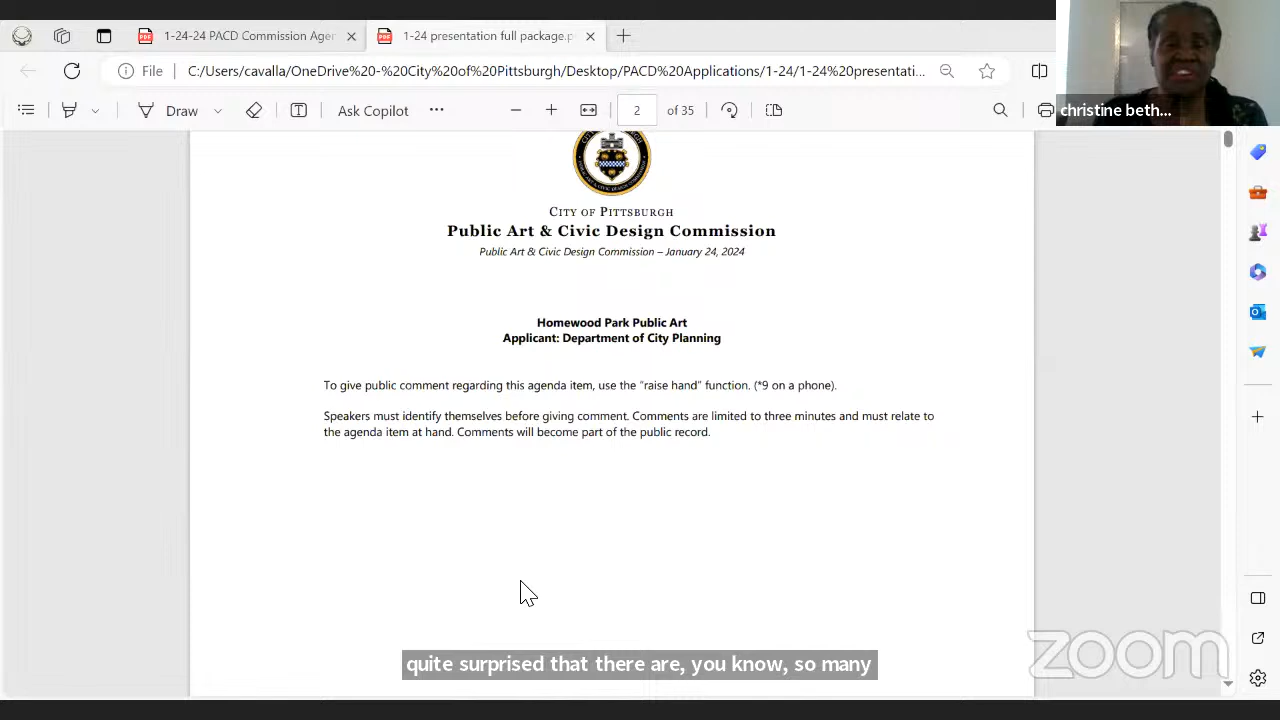 1-24-24 PACD Commission Ager
1-24 presentation full package.p
christine beth...
File
C:/Users/cavalla/OneDrive%20-%20City%20of%20Pittsburgh/Desktop/PACD%20Applications/1-24/1-24%20presentati...
Draw
Ask Copilot
2
of 35
CITY OF PITTSBURGH
Public Art & Civic Design Commission
Public Art & Civic Design Commission – January 24, 2024
Homewood Park Public Art
Applicant: Department of City Planning
To give public comment regarding this agenda item, use the "raise hand" function. (*9 on a phone).
Speakers must identify themselves before giving comment. Comments are limited to three minutes and must relate to
the agenda item at hand. Comments will become part of the public record.
quite surprised that there are, you know, so many
zoom